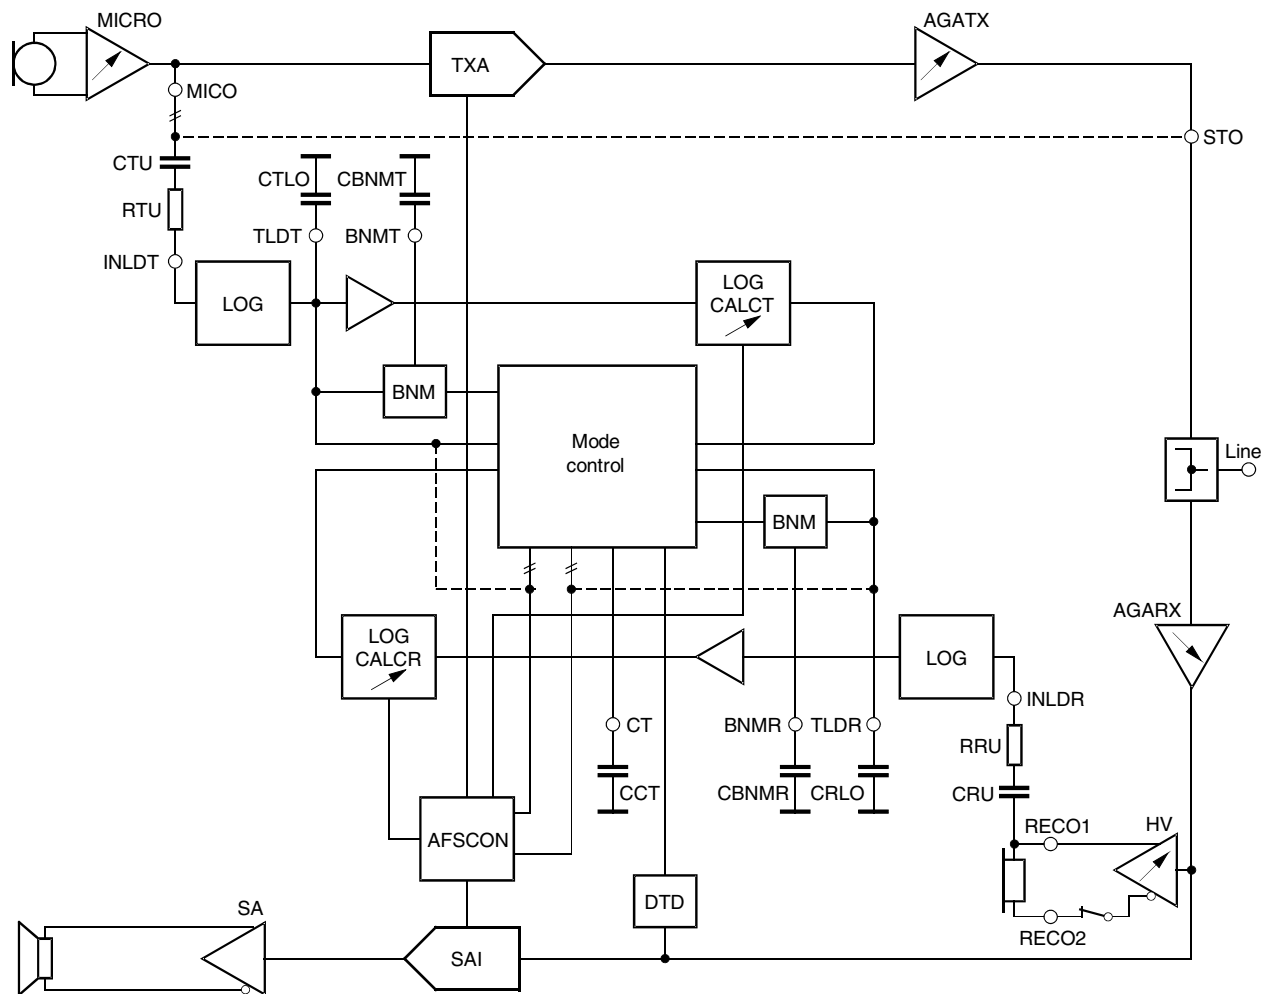 MICRO
AGATX
TXA
MICO
STO
CTU
CTLO
CBNMT
RTU
TLDT
BNMT
INLDT
LOG
LOG
CALCT
BNM
Mode
control
Line
BNM
AGARX
LOG
CALCR
LOG
INLDR
CT
BNMR
TLDR
RRU
CCT
CBNMR
CRLO
CRU
RECO1
HV
AFSCON
DTD
SA
RECO2
SAI